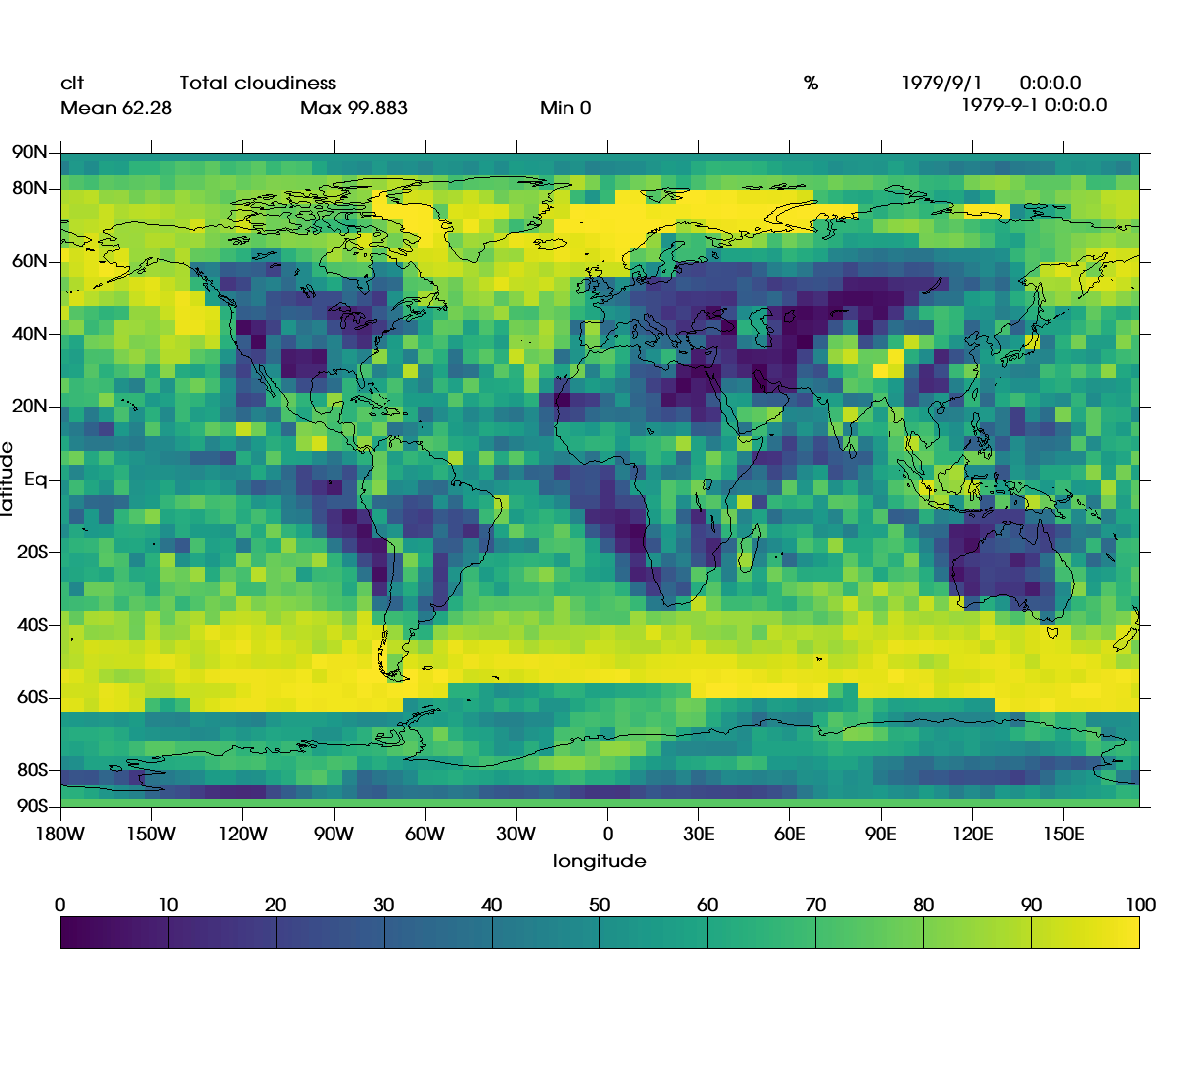 clt Total cloudiness % 1979/9/1 0:0:0.0
Mean 62.28 Max 99.883 Min 0 1979-9-1 0:0:0.0
90N
80N
60N
40N
20N
Eq
20S
40S
60S
80S
90S
latitude
180W 150W 120W 90W 60W 30W 0 30E 60E 90E 120E 150E
longitude
0 10 20 30 40 50 60 70 80 90 100